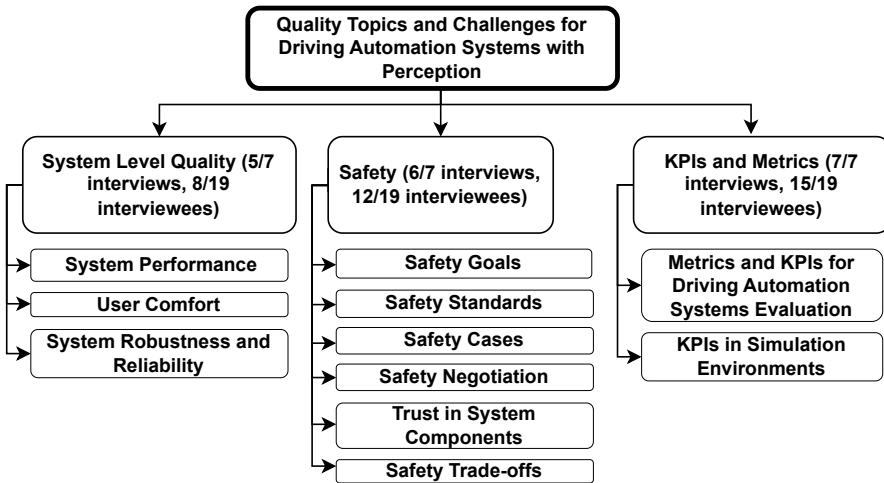 Quality Topics and Challenges for
Driving Automation Systems with
Perception
System Level Quality (5/7
interviews, 8/19
interviewees)
System Performance
User Comfort
System Robustness and
Reliability
Safety (6/7 interviews,
12/19 interviewees)
Safety Goals
Safety Standards
Safety Cases
Safety Negotiation
Trust in System
Components
Safety Trade-offs
KPIs and Metrics (7/7
interviews, 15/19
interviewees)
Metrics and KPIs for
Driving Automation
Systems Evaluation
KPIs in Simulation
Environments